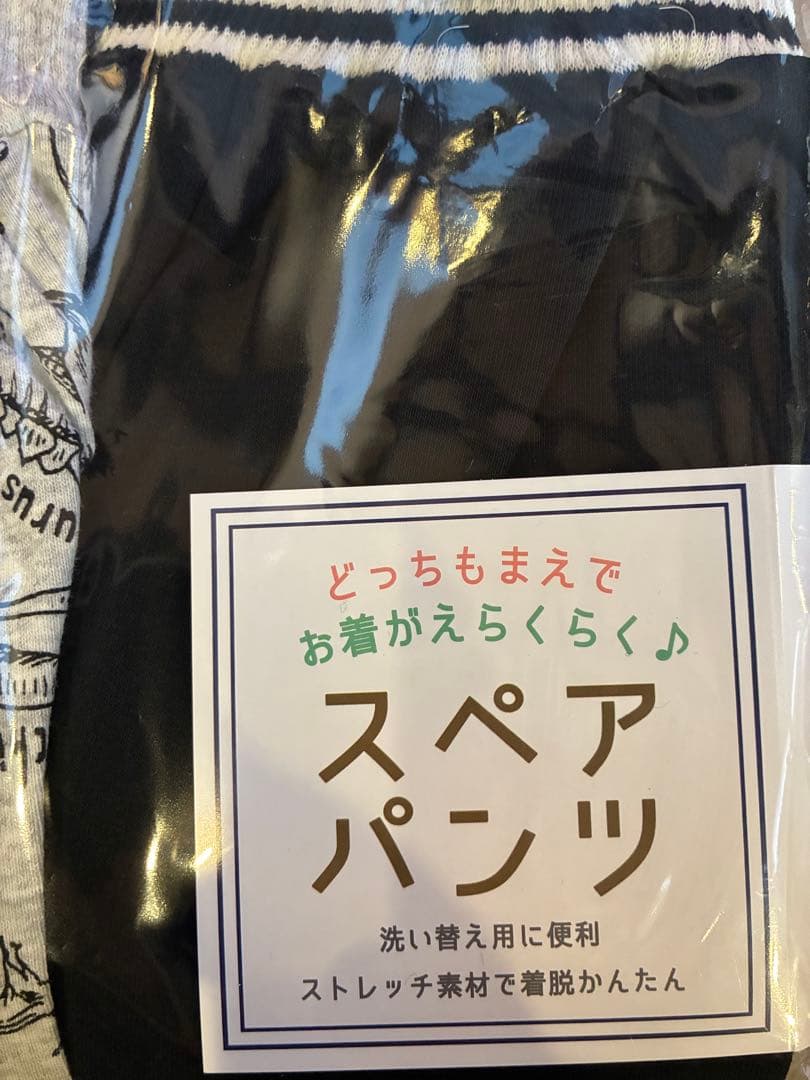 どっちもまえで
お着がえらくらく♪
スペア
パンツ
洗い替え用に便利
ストレッチ素材で着脱かんたん
urus